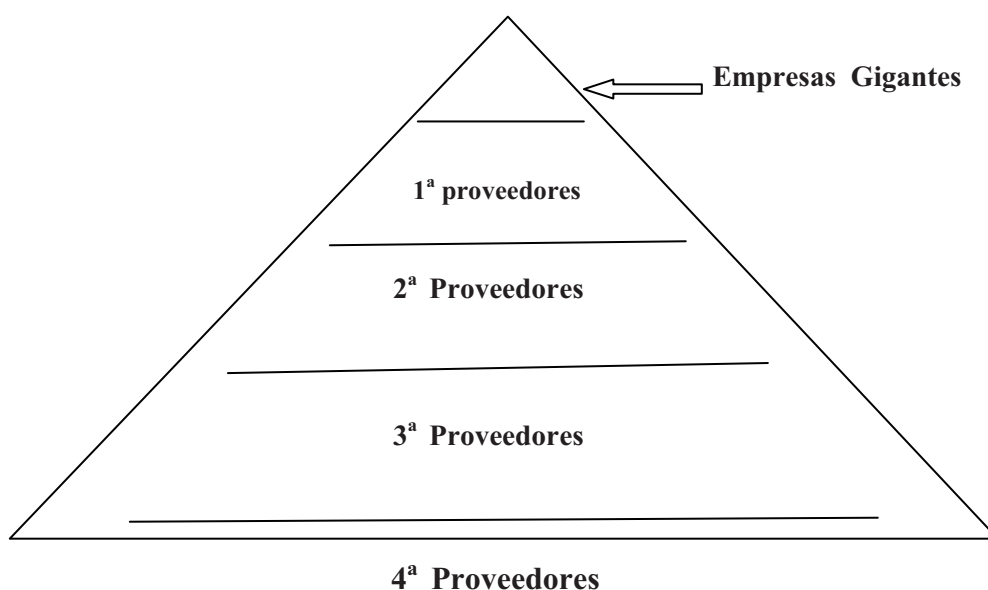 Empresas Gigantes
1ª proveedores
2ª Proveedores
3ª Proveedores
4ª Proveedores